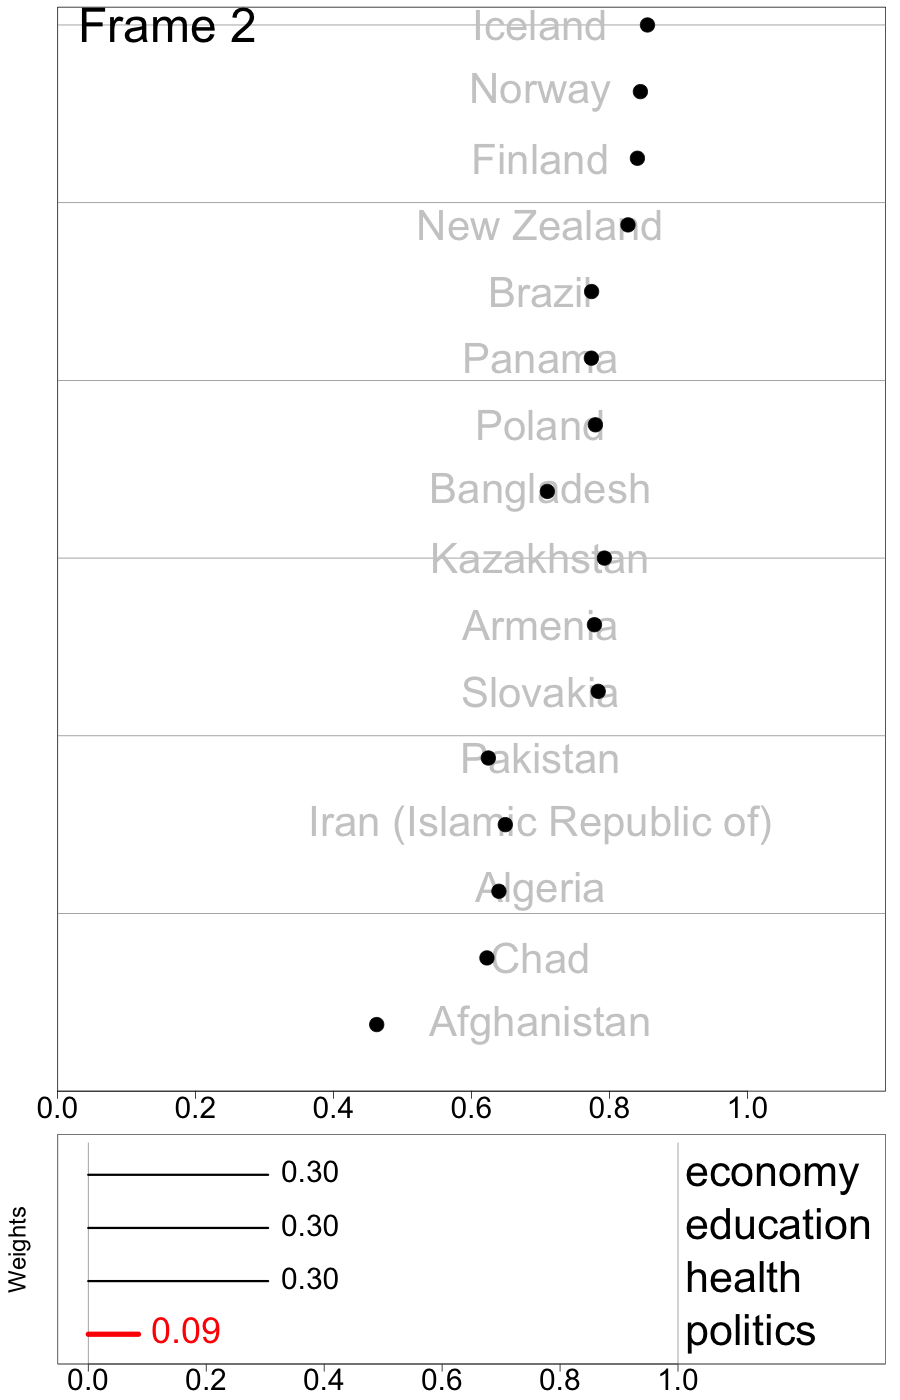 Frame 2
Iceland
Norway
Finland
New Zealand
Brazil
Panama
Poland
Bangladesh
Kazakhstan
Armenia
Slovakia
Pakistan
Iran (Islamic Republic of)
Algeria
Chad
Afghanistan
0.0 0.2 0.4 0.6 0.8 1.0
Weights
0.30 economy
0.30 education
0.30 health
0.09 politics
0.0 0.2 0.4 0.6 0.8 1.0